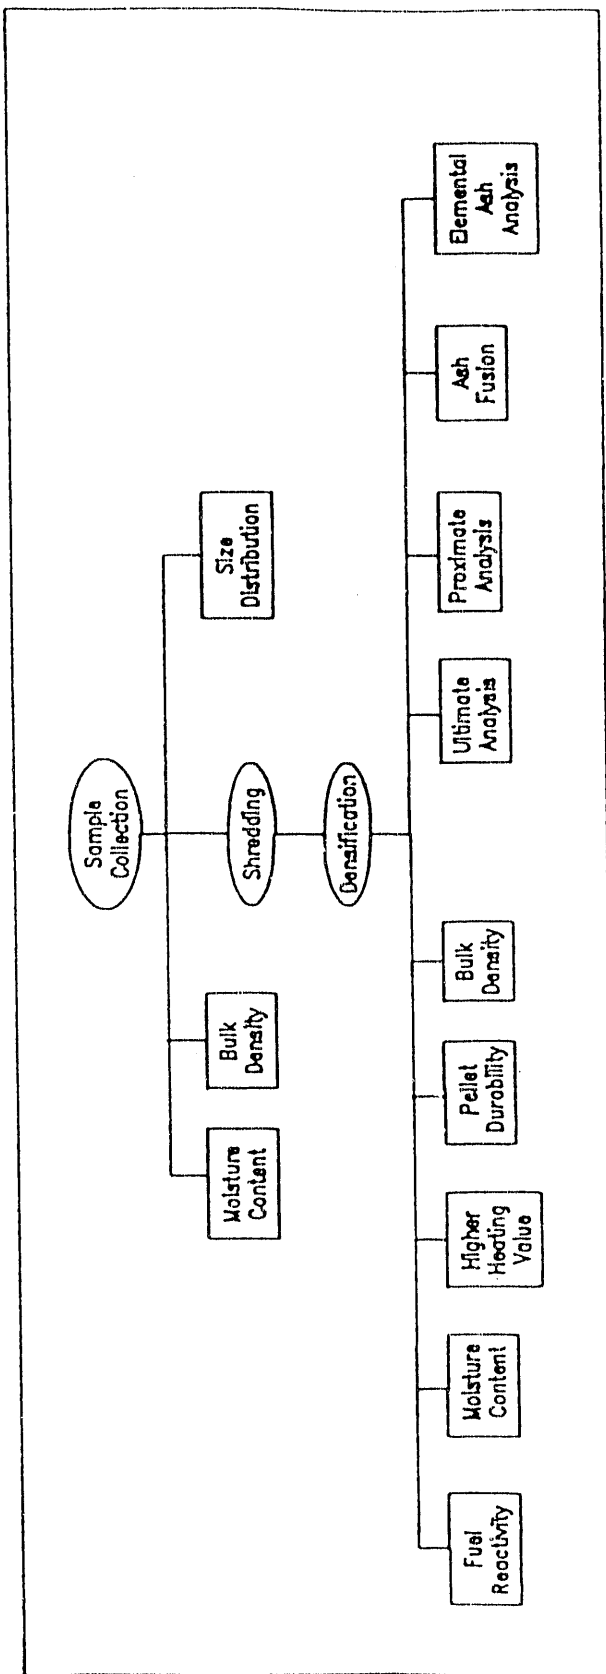 Sample
Collection
Moisture
Content
Bulk
Density
Shredding
Size
Distribution
Densification
Fuel
Reactivity
Moisture
Content
Higher
Heating
Value
Pellet
Durability
Bulk
Density
Ultimate
Analysis
Proximate
Analysis
Ash
Fusion
Elemental
Ash
Analysis